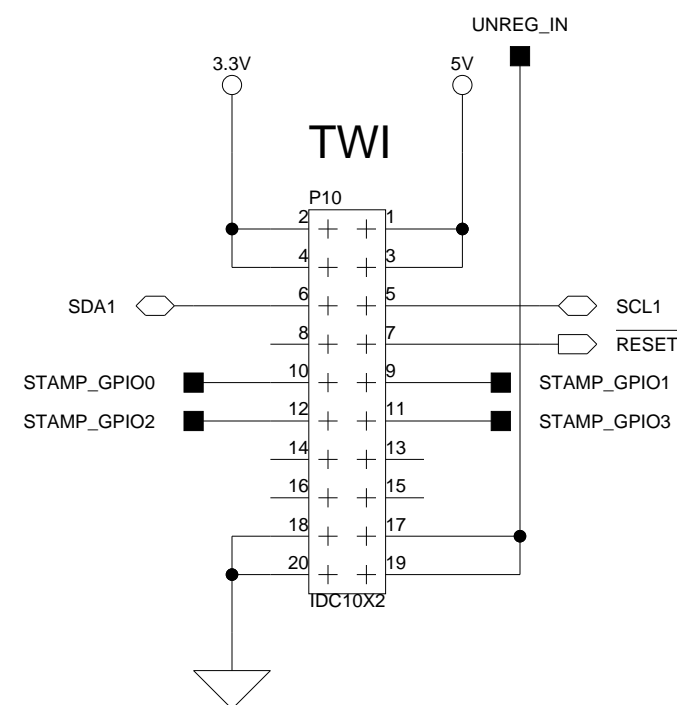 UNREG_IN
3.3V
5V
TWI
P10
2
1
4
3
SDA1
6
5
SCL1
8
7
RESET
STAMP_GPIO0
10
9
STAMP_GPIO1
STAMP_GPIO2
12
11
STAMP_GPIO3
14
13
16
15
18
17
20
19
IDC10X2